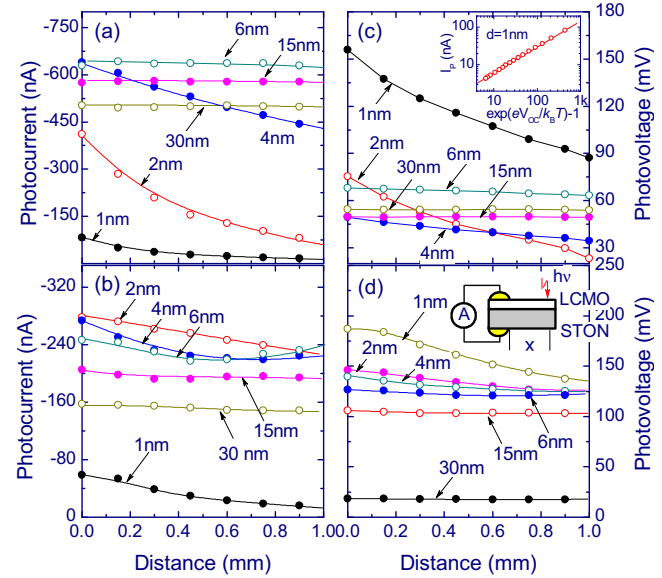 (a)
6nm
15nm
30nm
4nm
2nm
1nm
-750
-600
-450
-300
-150
Photocurrent (nA)
(c)
I_P (nA)
100
10
d=1nm
10
100
1k
exp(eV_OC/k_BT)-1
1nm
2nm
30nm
6nm
15nm
4nm
160
120
90
60
30
Photovoltage (mV)
(b)
2nm
4nm
6nm
15nm
30 nm
1nm
-320
-240
-160
-80
0
Photocurrent (nA)
0.0
0.2
0.4
0.6
0.8
1.0
Distance (mm)
(d)
hν
A
LCMO
STON
x
1nm
2nm
4nm
6nm
15nm
30nm
250
200
150
100
50
0
Photovoltage (mV)
0.0
0.2
0.4
0.6
0.8
1.0
Distance (mm)